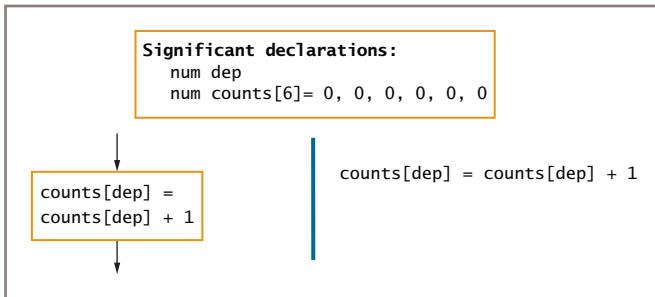 Significant declarations:
num dep
num counts[6]= 0, 0, 0, 0, 0, 0
counts[dep] =
counts[dep] + 1
counts[dep] = counts[dep] + 1